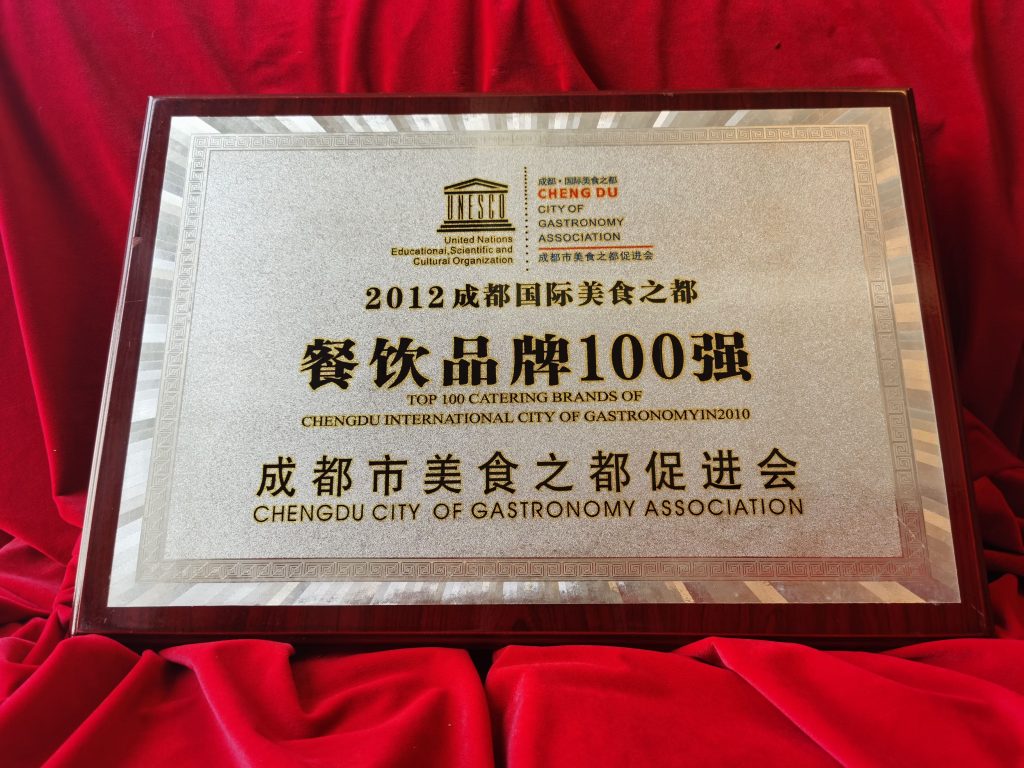 UNESCO
United Nations
Educational,Scientific and
Cultural Organization
成都·国际美食之都
CHENG DU
CITY OF
GASTRONOMY
ASSOCIATION
成都市美食之都促进会
2012成都国际美食之都
餐饮品牌100强
TOP 100 CATERING BRANDS OF
CHENGDU INTERNATIONAL CITY OF GASTRONOMYIN2010
成都市美食之都促进会
CHENGDU CITY OF GASTRONOMY ASSOCIATION